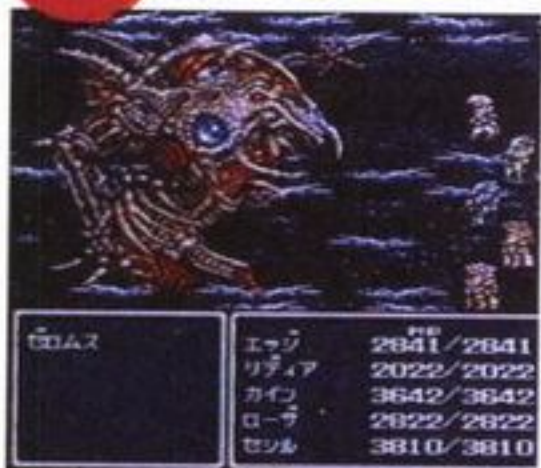 ゼロムス
HP
エッジ 2841/2841
リディア 2022/2022
カイン 3642/3642
ローザ 2822/2822
セシル 3810/3810